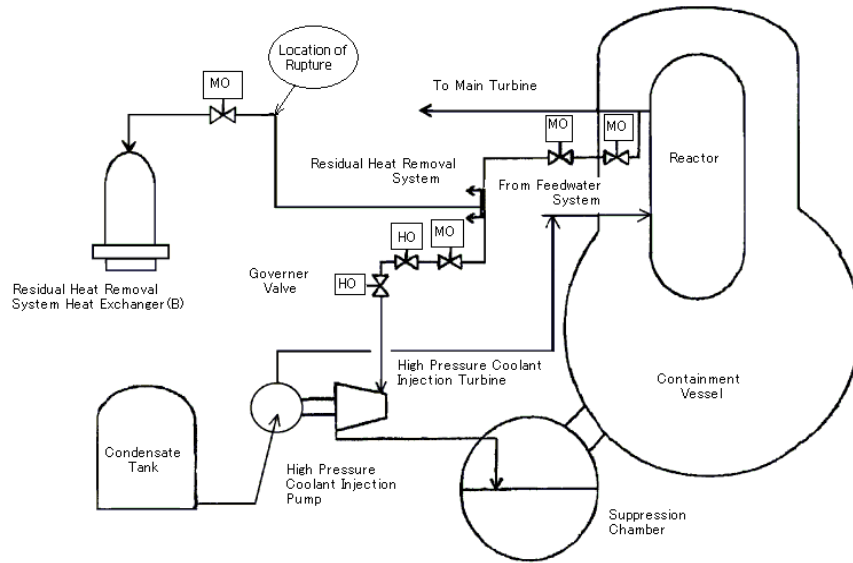 Location of
Rupture
MO
To Main Turbine
MO
MO
Reactor
Residual Heat Removal
System
From Feedwater
System
HO
MO
Governer
Valve
HO
Residual Heat Removal
System Heat Exchanger(B)
High Pressure Coolant
Injection Turbine
Containment
Vessel
Condensate
Tank
High Pressure
Coolant Injection
Pump
Suppression
Chamber